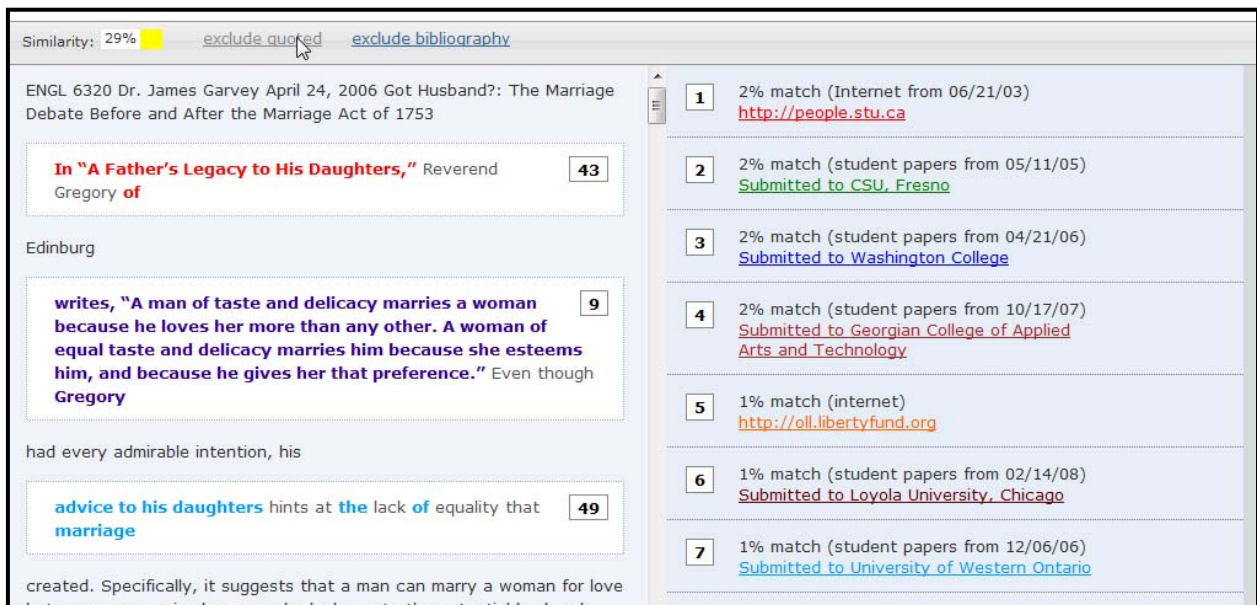 Similarity: 29% exclude quoted exclude bibliography
ENGL 6320 Dr. James Garvey April 24, 2006 Got Husband?: The Marriage
Debate Before and After the Marriage Act of 1753
In “A Father’s Legacy to His Daughters,” Reverend 43
Gregory of
Edinburg
writes, “A man of taste and delicacy marries a woman 9
because he loves her more than any other. A woman of
equal taste and delicacy marries him because she esteems
him, and because he gives her that preference.” Even though
Gregory
had every admirable intention, his
advice to his daughters hints at the lack of equality that 49
marriage
created. Specifically, it suggests that a man can marry a woman for love
1 2% match (Internet from 06/21/03)
http://people.stu.ca
2 2% match (student papers from 05/11/05)
Submitted to CSU, Fresno
3 2% match (student papers from 04/21/06)
Submitted to Washington College
4 2% match (student papers from 10/17/07)
Submitted to Georgian College of Applied
Arts and Technology
5 1% match (internet)
http://oll.libertyfund.org
6 1% match (student papers from 02/14/08)
Submitted to Loyola University, Chicago
7 1% match (student papers from 12/06/06)
Submitted to University of Western Ontario